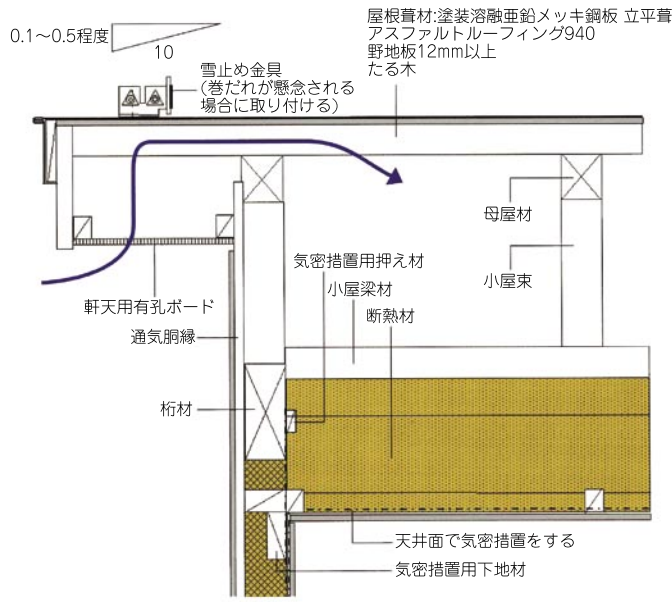 屋根葺材:塗装溶融亜鉛メッキ鋼板 立平葺
アスファルトルーフィング940
野地板12mm以上
たる木
0.1～0.5程度
10
雪止め金具
(巻だれが懸念される
場合に取り付ける)
母屋材
気密措置用押え材
小屋束
小屋梁材
軒天用有孔ボード
断熱材
通気胴縁
桁材
天井面で気密措置をする
気密措置用下地材